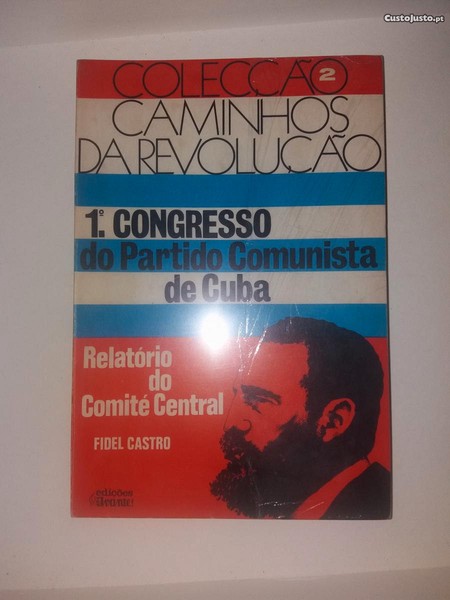 CustoJusto.pt
COLECÇÃO 2
CAMINHOS
DA REVOLUÇÃO
1º. CONGRESSO
do Partido Comunista
de Cuba
Relatório
do
Comité Central
FIDEL CASTRO
edições
avante!